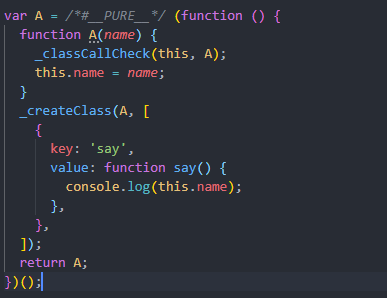 var A = /*#__PURE__*/ (function () {
  function A(name) {
    _classCallCheck(this, A);
    this.name = name;
  }
  _createClass(A, [
    {
      key: 'say',
      value: function say() {
        console.log(this.name);
      },
    },
  ]);
  return A;
})();